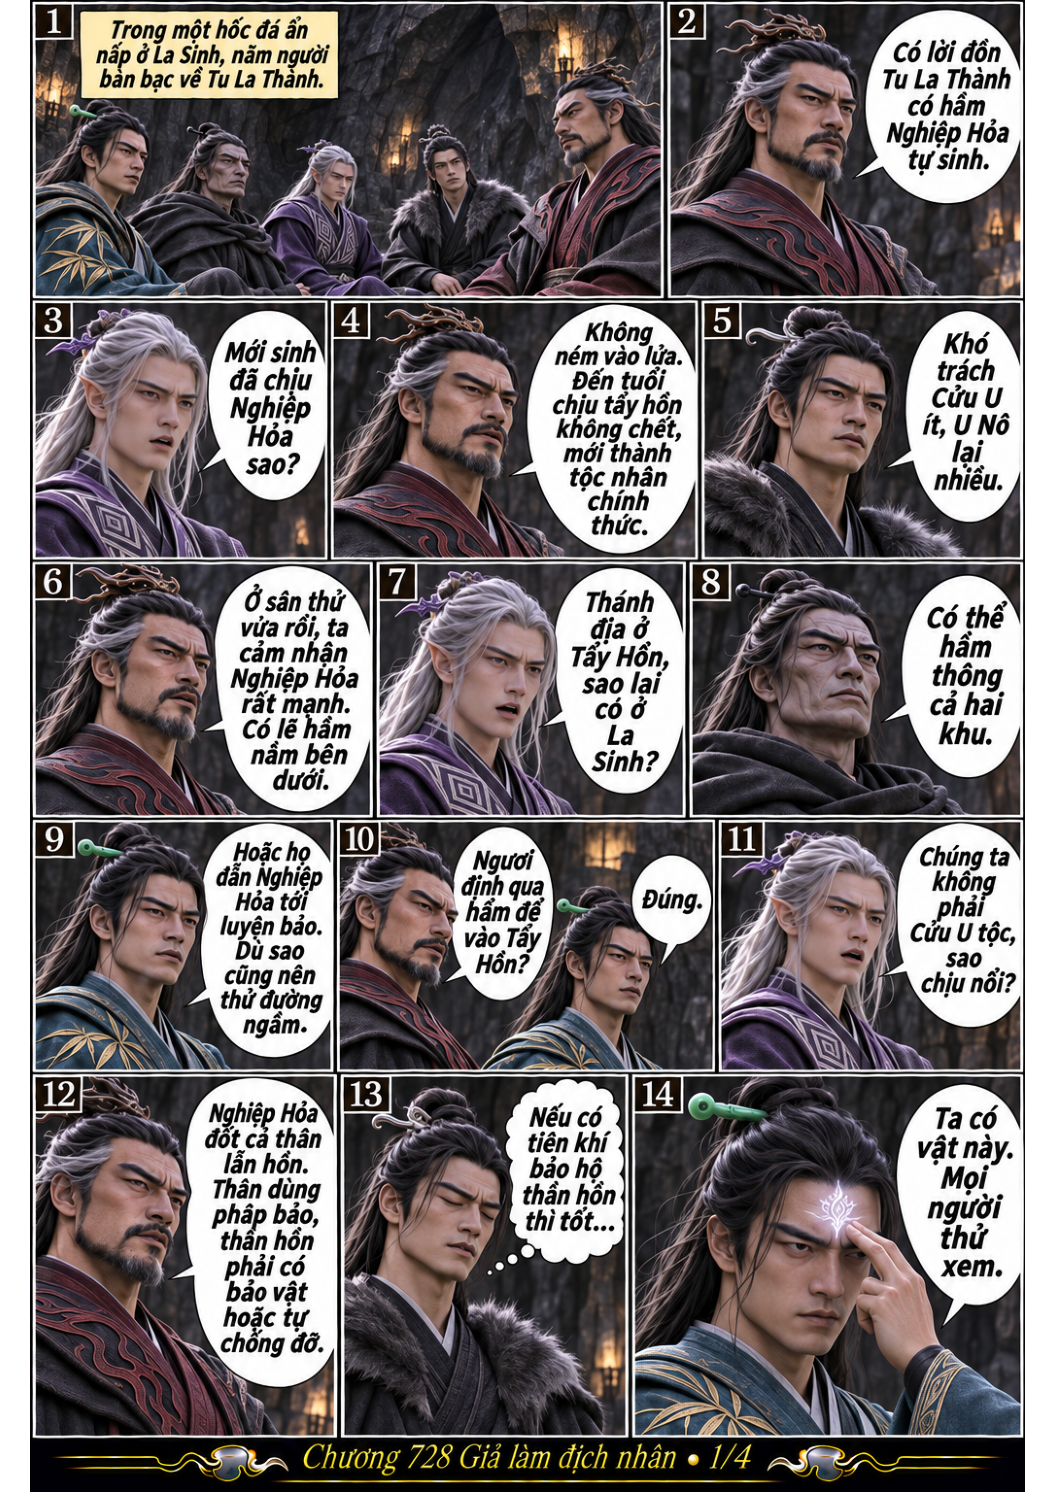 1
Trong một hốc đá ẩn
nấp ở La Sinh, năm người
bàn bạc về Tu La Thành.
2
Có lời đồn
Tu La Thành
có hầm
Nghiệp Hỏa
tự sinh.
3
Mới sinh
đã chịu
Nghiệp
Hỏa
sao?
4
Không
ném vào lửa.
Đến tuổi
chịu tẩy hồn
không chết,
mới thành
tộc nhân
chính
thức.
5
Khó
trách
Cửu U
ít, U Nô
lại
nhiều.
6
Ở sân thử
vừa rồi, ta
cảm nhận
Nghiệp Hỏa
rất mạnh.
Có lẽ hầm
nằm bên
dưới.
7
Thánh
địa ở
Tẩy Hồn,
sao lại
có ở
La
Sinh?
8
Có thể
hầm
thông
cả hai
khu.
9
Hoặc họ
dẫn Nghiệp
Hỏa tới
luyện bảo.
Dù sao
cũng nên
thử đường
ngầm.
10
Ngươi
định qua
hầm để
vào Tẩy
Hồn?
Đúng.
11
Chúng ta
không
phải
Cửu U tộc,
sao
chịu nổi?
12
Nghiệp Hỏa
đốt cả thân
lẫn hồn.
Thân dùng
pháp bảo,
thần hồn
phải có
bảo vật
hoặc tự
chống đỡ.
13
Nếu có
tiên khí
bảo hộ
thần hồn
thì tốt...
14
Ta có
vật này.
Mọi
người
thử
xem.
Chương 728 Giả làm địch nhân • 1/4